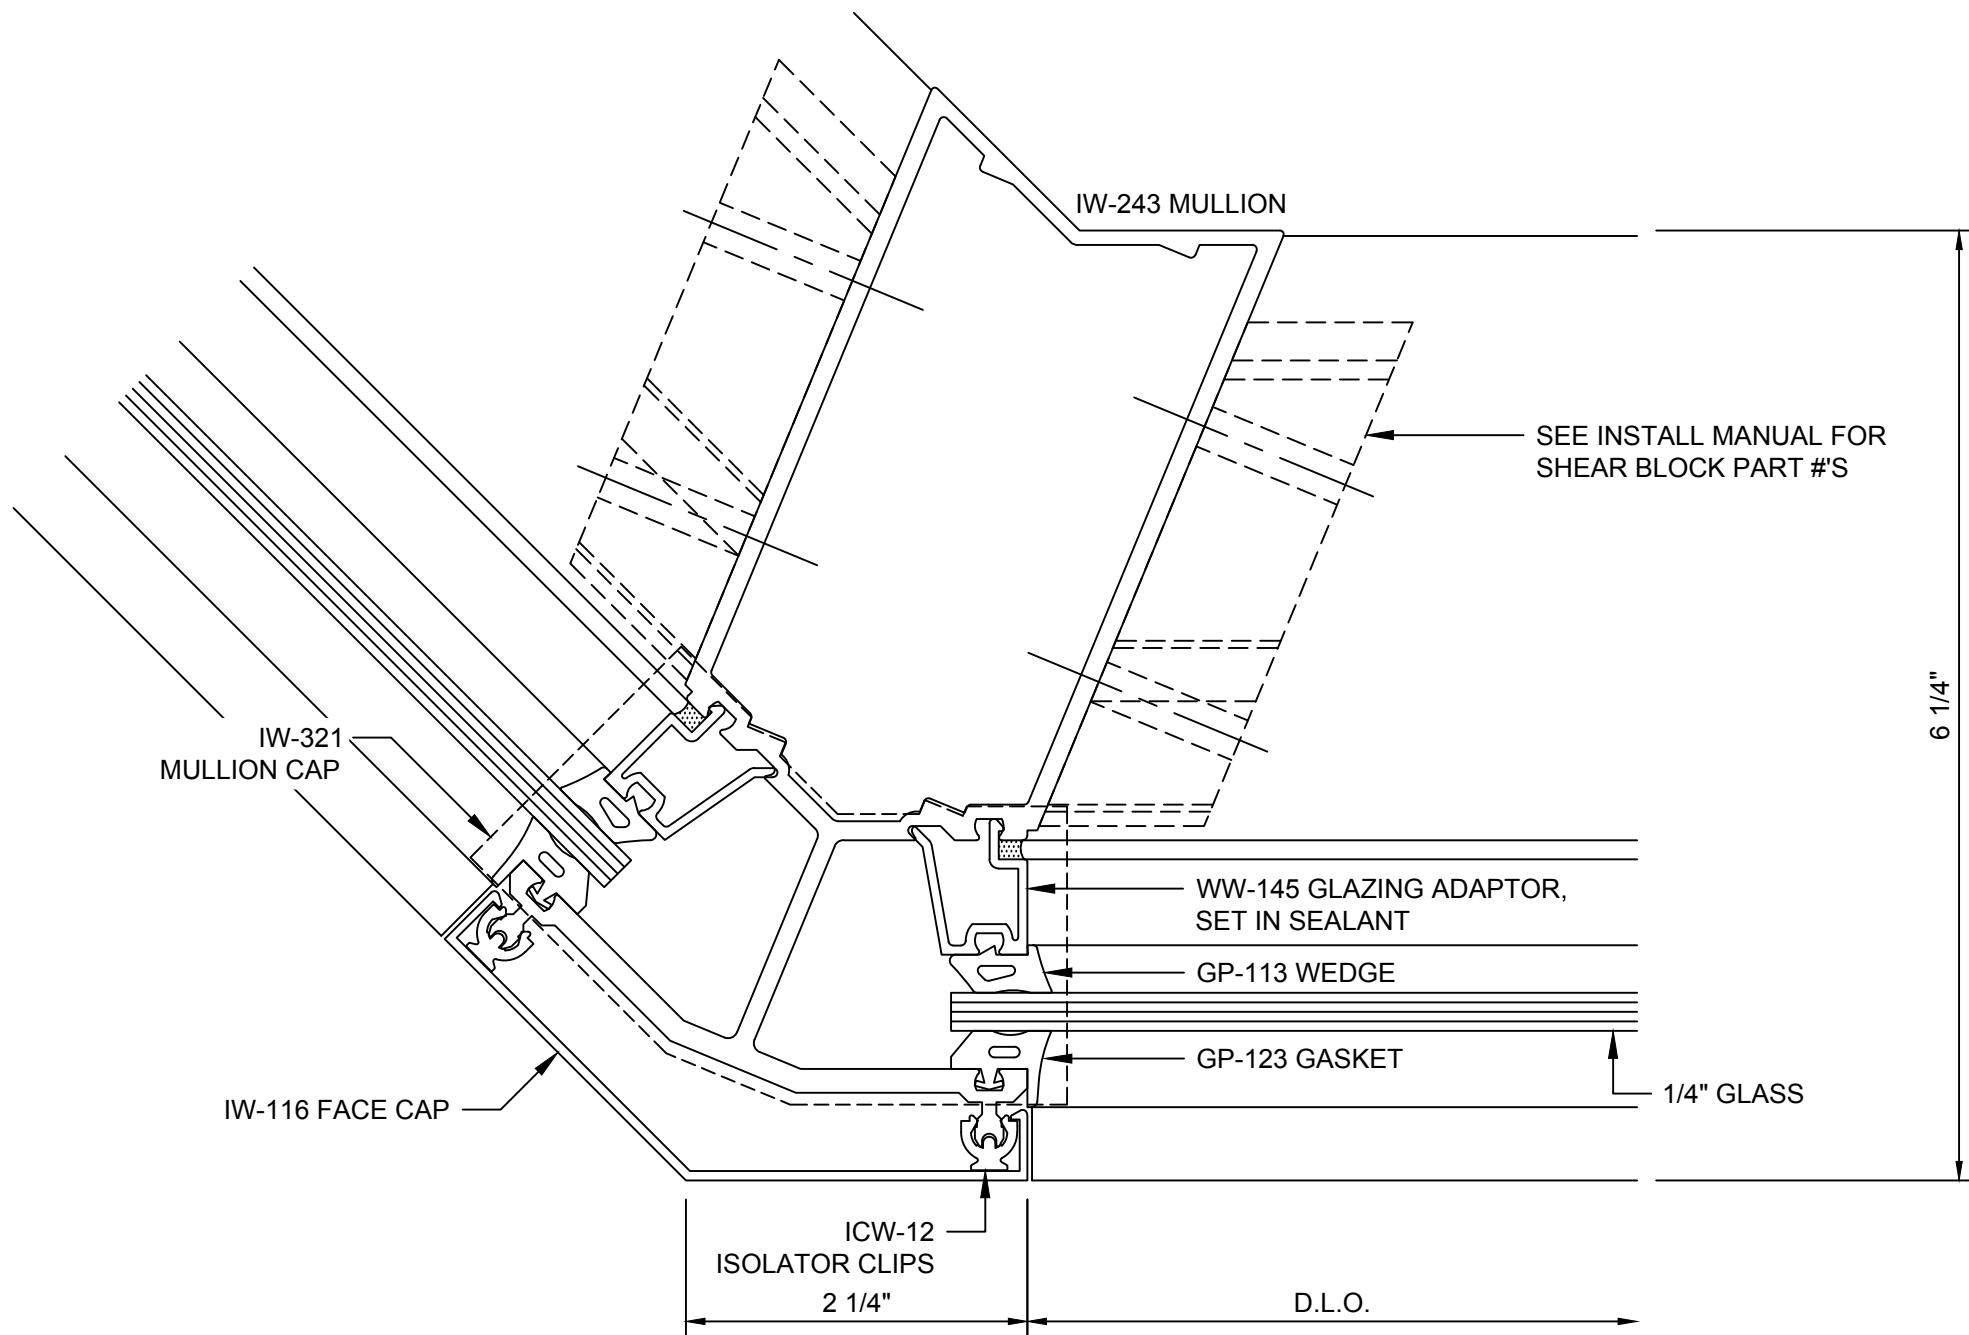 IW-243 MULLION
SEE INSTALL MANUAL FOR
SHEAR BLOCK PART #'S
6 1/4"
IW-321
MULLION CAP
WW-145 GLAZING ADAPTOR,
SET IN SEALANT
GP-113 WEDGE
GP-123 GASKET
1/4" GLASS
IW-116 FACE CAP
ICW-12
ISOLATOR CLIPS
2 1/4"
D.L.O.